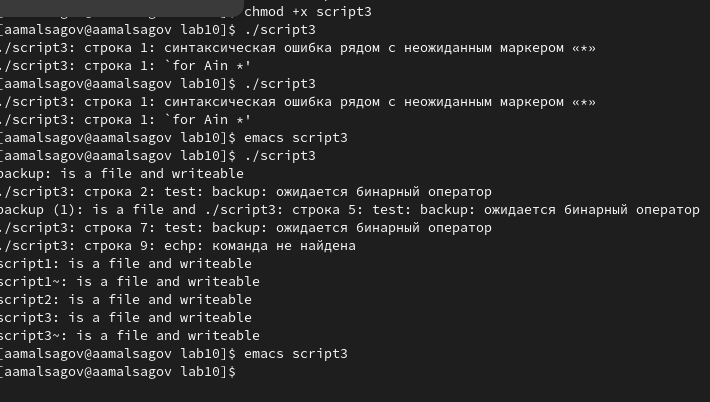 chmod +x script3
[aamalsagov@aamalsagov lab10]$ ./script3
./script3: строка 1: синтаксическая ошибка рядом с неожиданным маркером «*»
./script3: строка 1: `for Ain *'
[aamalsagov@aamalsagov lab10]$ ./script3
./script3: строка 1: синтаксическая ошибка рядом с неожиданным маркером «*»
./script3: строка 1: `for Ain *'
[aamalsagov@aamalsagov lab10]$ emacs script3
[aamalsagov@aamalsagov lab10]$ ./script3
backup: is a file and writeable
./script3: строка 2: test: backup: ожидается бинарный оператор
backup (1): is a file and ./script3: строка 5: test: backup: ожидается бинарный оператор
./script3: строка 7: test: backup: ожидается бинарный оператор
./script3: строка 9: echp: команда не найдена
script1: is a file and writeable
script1~: is a file and writeable
script2: is a file and writeable
script3: is a file and writeable
script3~: is a file and writeable
[aamalsagov@aamalsagov lab10]$ emacs script3
[aamalsagov@aamalsagov lab10]$